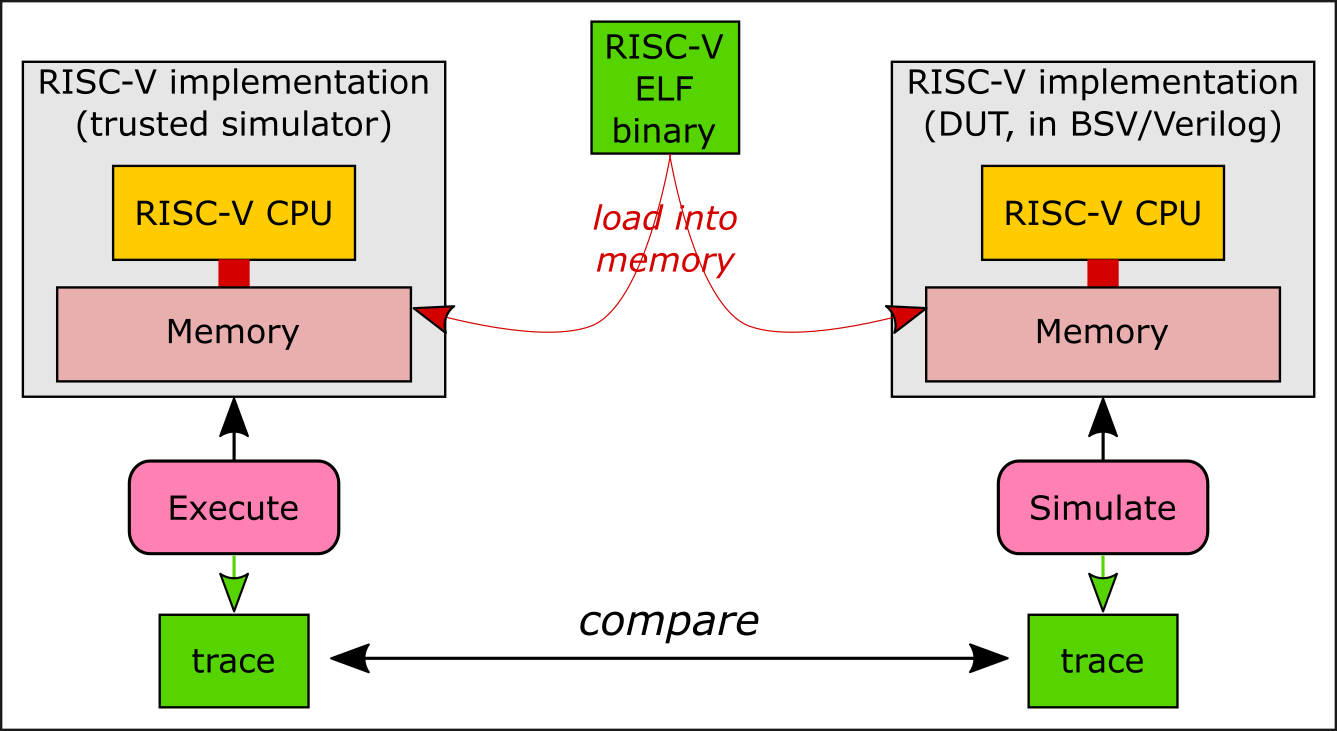 RISC-V implementation
(trusted simulator)
RISC-V CPU
Memory
RISC-V
ELF
binary
load into
memory
RISC-V implementation
(DUT, in BSV/Verilog)
RISC-V CPU
Memory
Execute
Simulate
trace
compare
trace